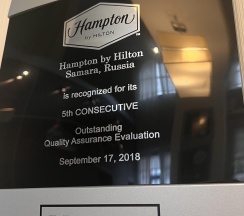 Hampton
by HILTON
™
Hampton by Hilton
Samara, Russia
is recognized for its
5th CONSECUTIVE
Outstanding
Quality Assurance Evaluation
September 17, 2018